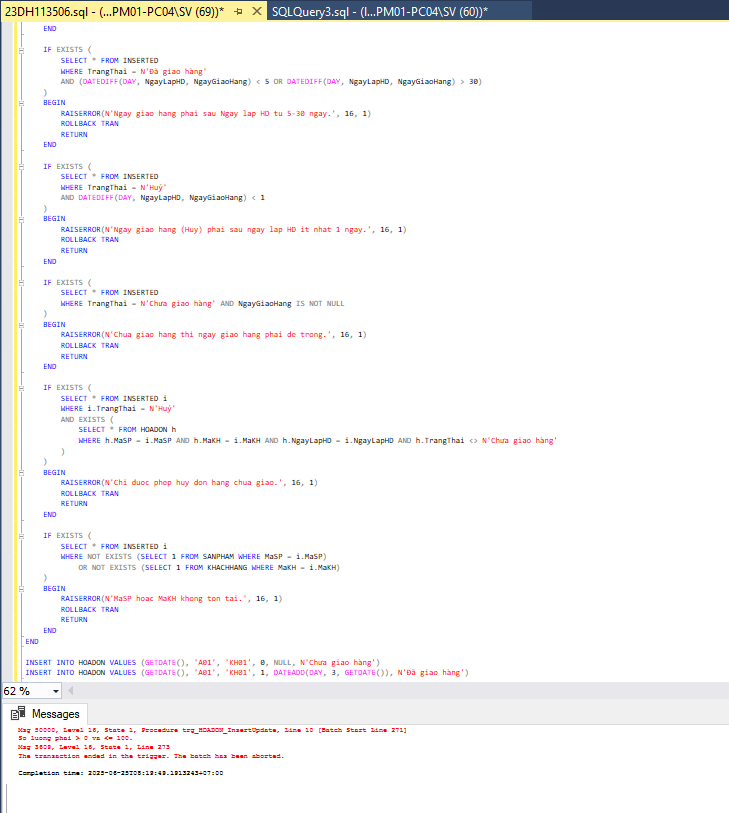 23DH113506.sql - (...PM01-PC04\SV (69))* SQLQuery3.sql - (l...PM01-PC04\SV (60))*
END
IF EXISTS (
SELECT * FROM INSERTED
WHERE TrangThai = N'Đã giao hàng'
AND (DATEDIFF(DAY, NgayLapHD, NgayGiaoHang) < 5 OR DATEDIFF(DAY, NgayLapHD, NgayGiaoHang) > 30)
)
BEGIN
RAISERROR(N'Ngay giao hang phai sau Ngay lap HD tu 5-30 ngay.', 16, 1)
ROLLBACK TRAN
RETURN
END
IF EXISTS (
SELECT * FROM INSERTED
WHERE TrangThai = N'Huỷ'
AND DATEDIFF(DAY, NgayLapHD, NgayGiaoHang) < 1
)
BEGIN
RAISERROR(N'Ngay giao hang (Huy) phai sau ngay lap HD it nhat 1 ngay.', 16, 1)
ROLLBACK TRAN
RETURN
END
IF EXISTS (
SELECT * FROM INSERTED
WHERE TrangThai = N'Chưa giao hàng' AND NgayGiaoHang IS NOT NULL
)
BEGIN
RAISERROR(N'Chua giao hang thi ngay giao hang phai de trong.', 16, 1)
ROLLBACK TRAN
RETURN
END
IF EXISTS (
SELECT * FROM INSERTED i
WHERE i.TrangThai = N'Huỷ'
AND EXISTS (
SELECT * FROM HOADON h
WHERE h.MaSP = i.MaSP AND h.MaKH = i.MaKH AND h.NgayLapHD = i.NgayLapHD AND h.TrangThai <> N'Chưa giao hàng'
)
)
BEGIN
RAISERROR(N'Chi duoc phep huy don hang chua giao.', 16, 1)
ROLLBACK TRAN
RETURN
END
IF EXISTS (
SELECT * FROM INSERTED i
WHERE NOT EXISTS (SELECT 1 FROM SANPHAM WHERE MaSP = i.MaSP)
OR NOT EXISTS (SELECT 1 FROM KHACHHANG WHERE MaKH = i.MaKH)
)
BEGIN
RAISERROR(N'MaSP hoac MaKH khong ton tai.', 16, 1)
ROLLBACK TRAN
RETURN
END
END
INSERT INTO HOADON VALUES (GETDATE(), 'A01', 'KH01', 0, NULL, N'Chưa giao hàng')
INSERT INTO HOADON VALUES (GETDATE(), 'A01', 'KH01', 1, DATEADD(DAY, 3, GETDATE()), N'Đã giao hàng')
62 %
Messages
Msg 50000, Level 16, State 1, Procedure trg_HOADON_InsertUpdate, Line 10 [Batch Start Line 271]
So luong phai > 0 va <= 100.
Msg 3609, Level 16, State 1, Line 273
The transaction ended in the trigger. The batch has been aborted.
Completion time: 2025-06-25T08:19:49.1913243+07:00